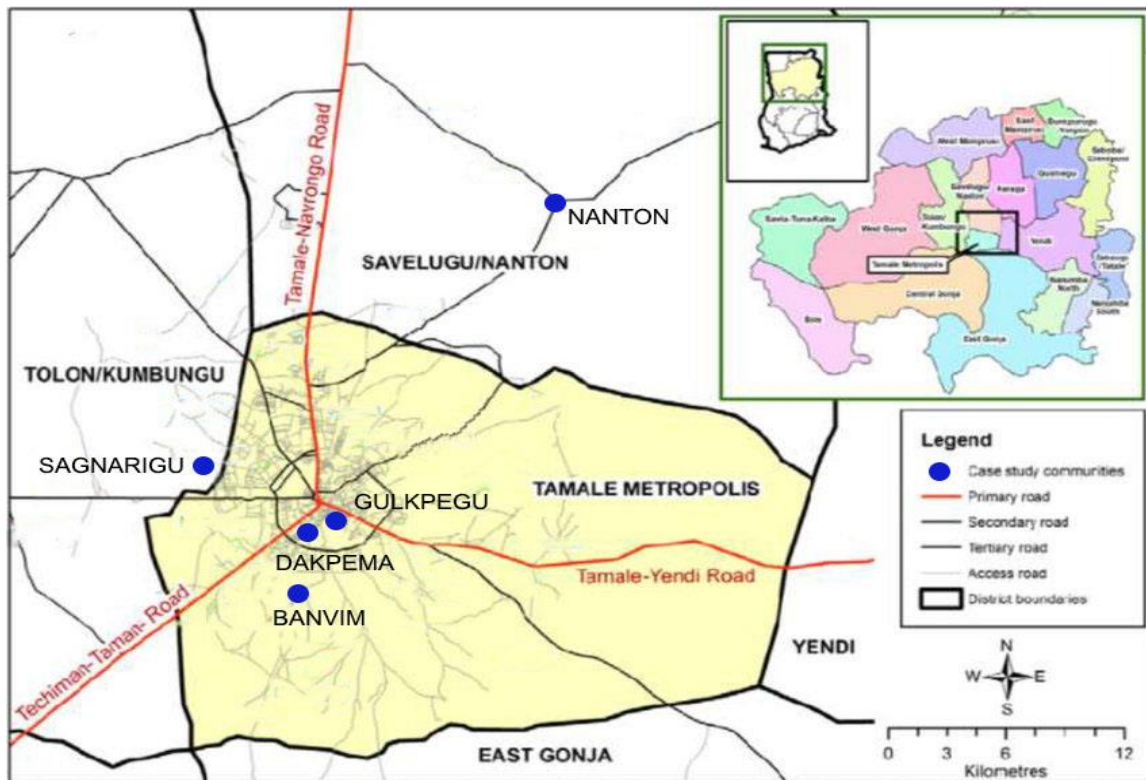 Tamale-Navrongo Road
NANTON
SAVELUGU/NANTON
TOLON/KUMBUNGU
SAGNARIGU
GULKPEGU
TAMALE METROPOLIS
DAKPEMA
Tamale-Yendi Road
BANVIM
Techiman-Taman- Road
YENDI
EAST GONJA
East
Mamprusi
West Mamprusi
Gushiegu
Karaga
Savelugu/
Nanton
Tolon/
Kumbungu
West Gonja
Sawla-Tuna-Kalba
Yendi
Tamale Metropolis
Nanumba
North
Nanumba
South
Central Gonja
Bole
East Gonja
Legend
Case study communities
Primary road
Secondary road
Tertiary road
Access road
District boundaries
N
W
E
S
0
3
6
12
Kilometres